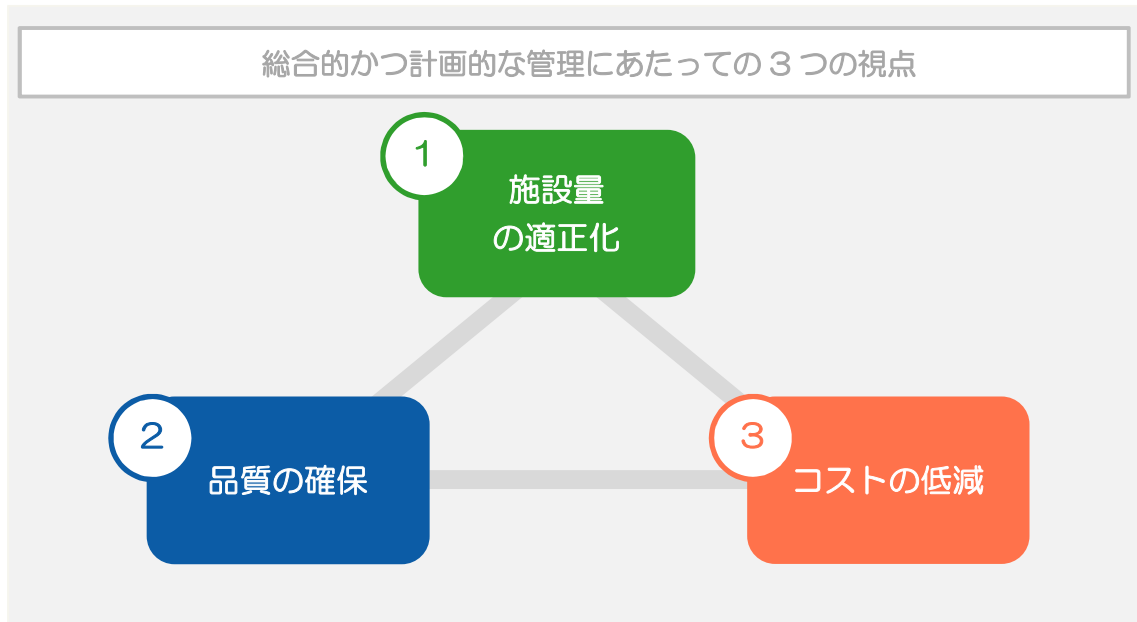 総合的かつ計画的な管理にあたっての３つの視点
1
施設量
の適正化
2
品質の確保
3
コストの低減